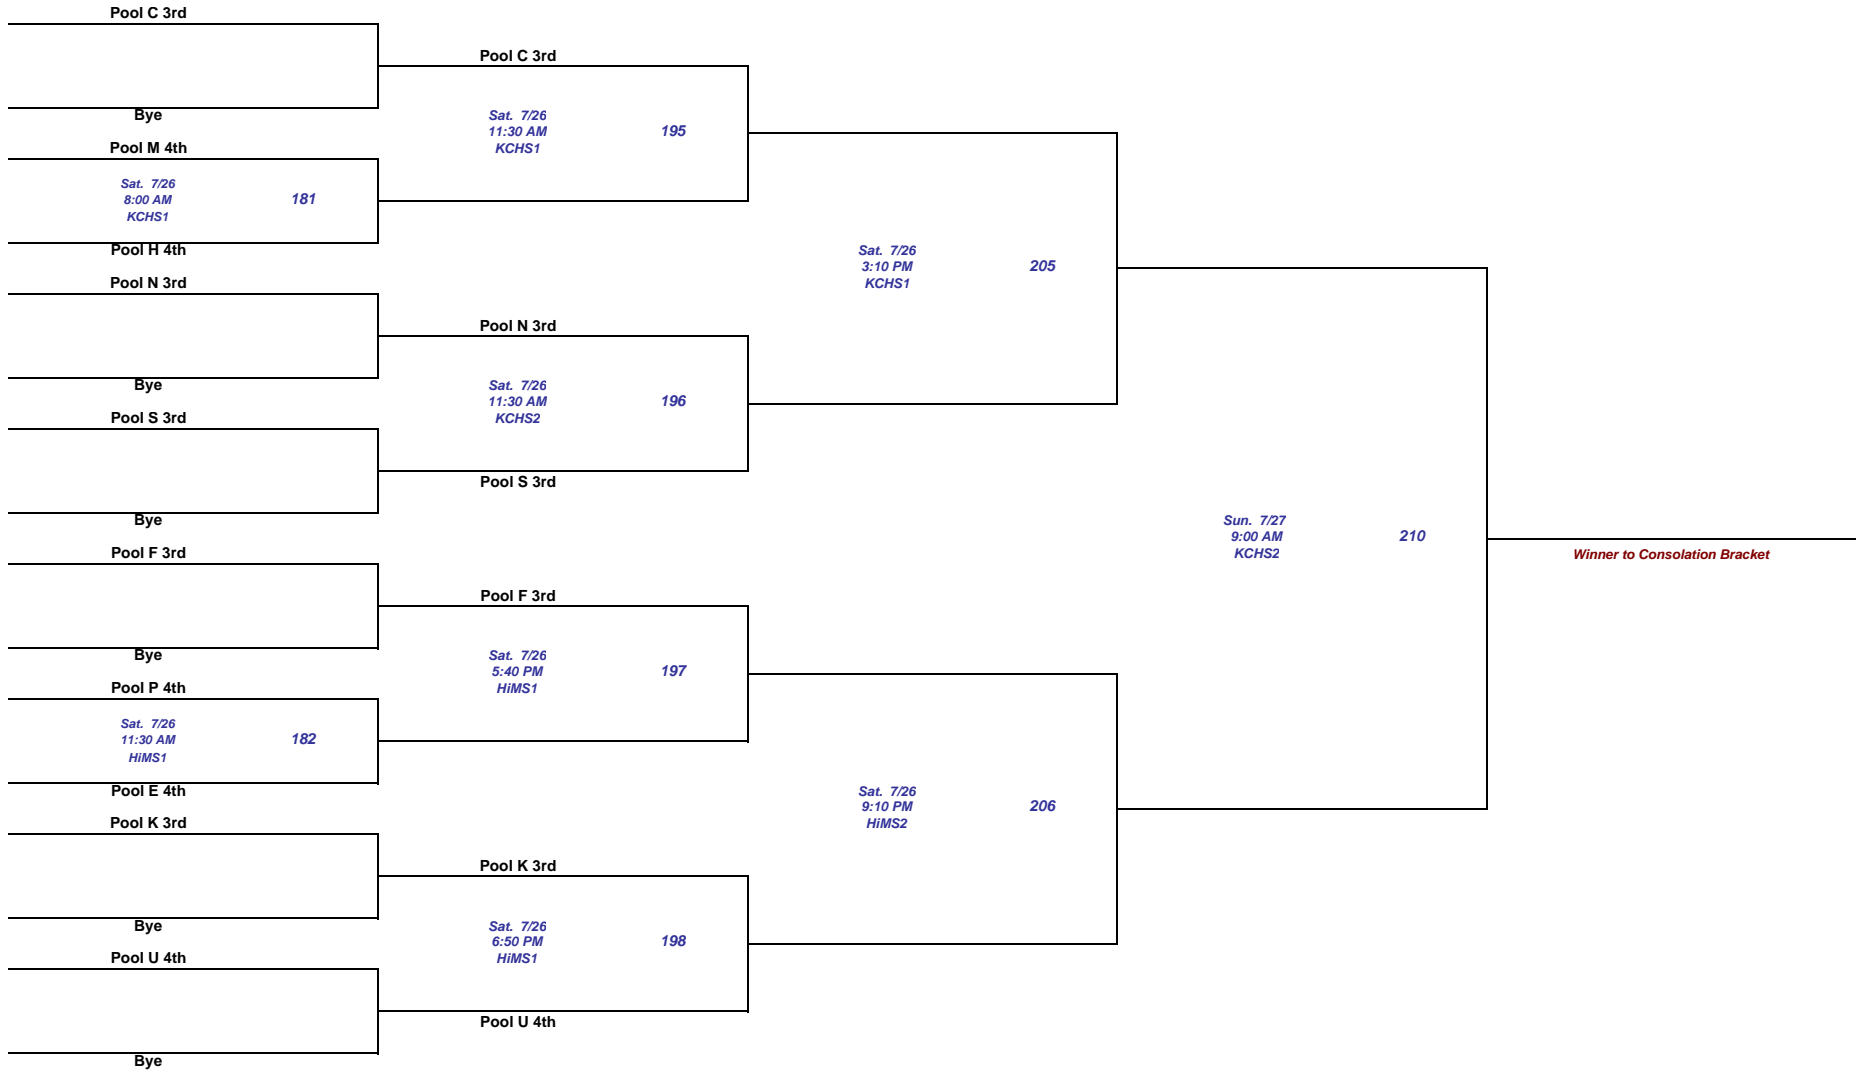 Pool C 3rd
Bye
Pool M 4th
Sat. 7/26
8:00 AM
KCHS1
181
Pool H 4th
Pool N 3rd
Bye
Pool S 3rd
Bye
Pool F 3rd
Bye
Pool P 4th
Sat. 7/26
11:30 AM
HiMS1
182
Pool E 4th
Pool K 3rd
Bye
Pool U 4th
Bye
Pool C 3rd
Sat. 7/26
11:30 AM
KCHS1
195
Pool N 3rd
Sat. 7/26
11:30 AM
KCHS2
196
Pool S 3rd
Pool F 3rd
Sat. 7/26
5:40 PM
HiMS1
197
Pool K 3rd
Sat. 7/26
6:50 PM
HiMS1
198
Pool U 4th
Sat. 7/26
3:10 PM
KCHS1
205
Sat. 7/26
9:10 PM
HiMS2
206
Sun. 7/27
9:00 AM
KCHS2
210
Winner to Consolation Bracket